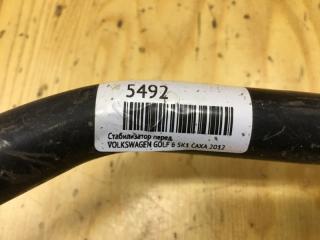 5492
Стабилизатор перед.
VOLKSWAGEN GOLF 6 5K1 CAXA 2012